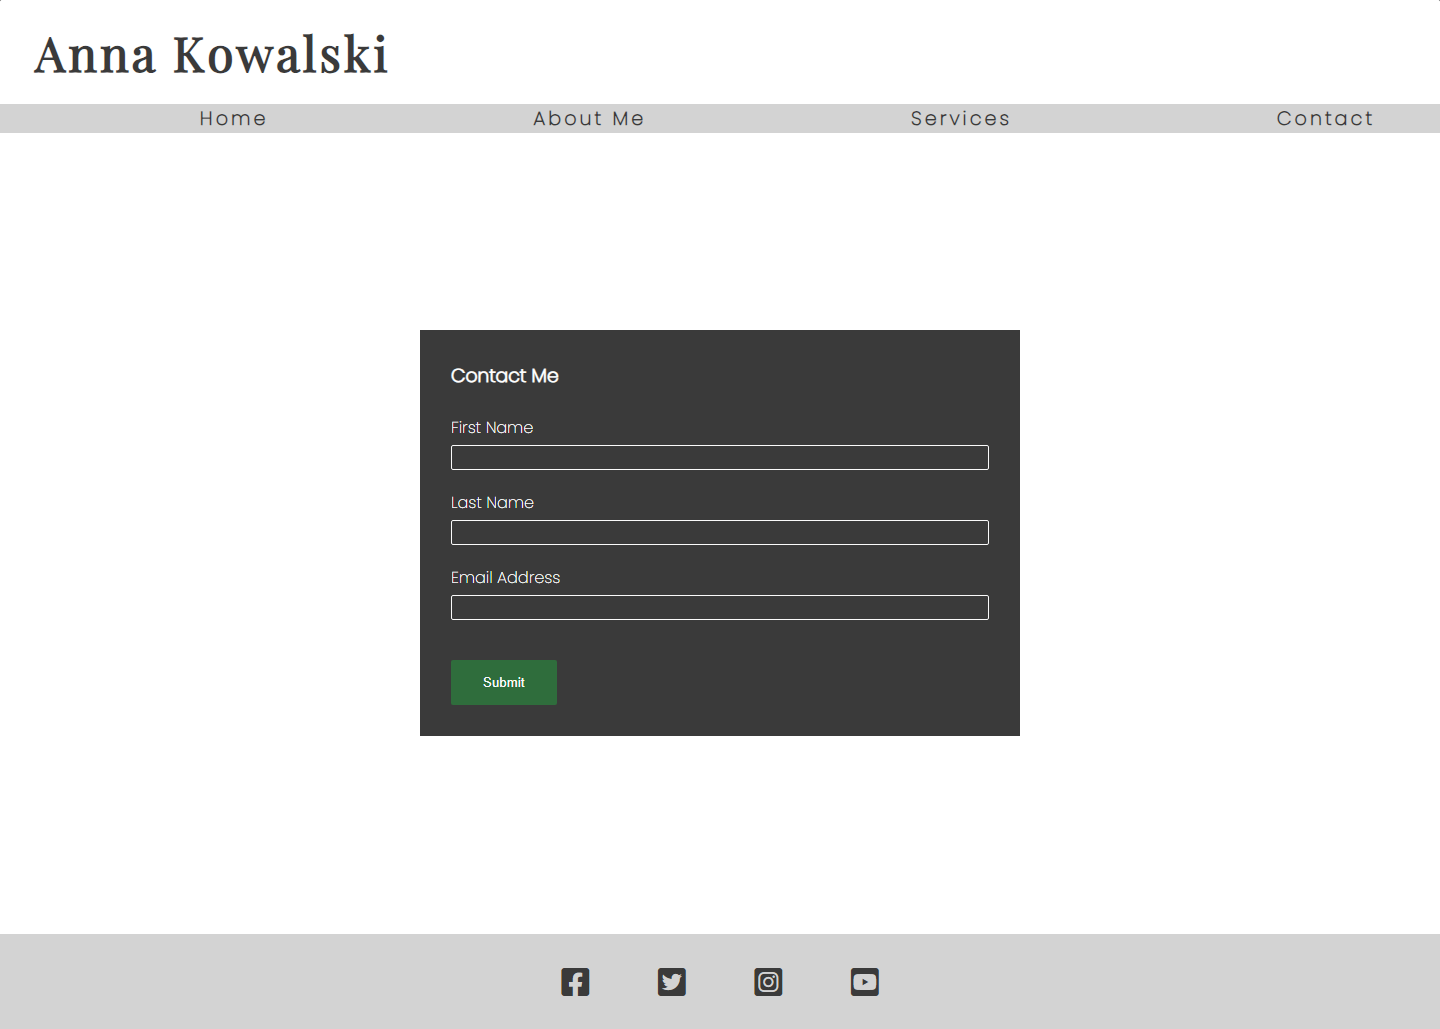 Anna Kowalski
Home About Me Services Contact
Contact Me
First Name
Last Name
Email Address
Submit